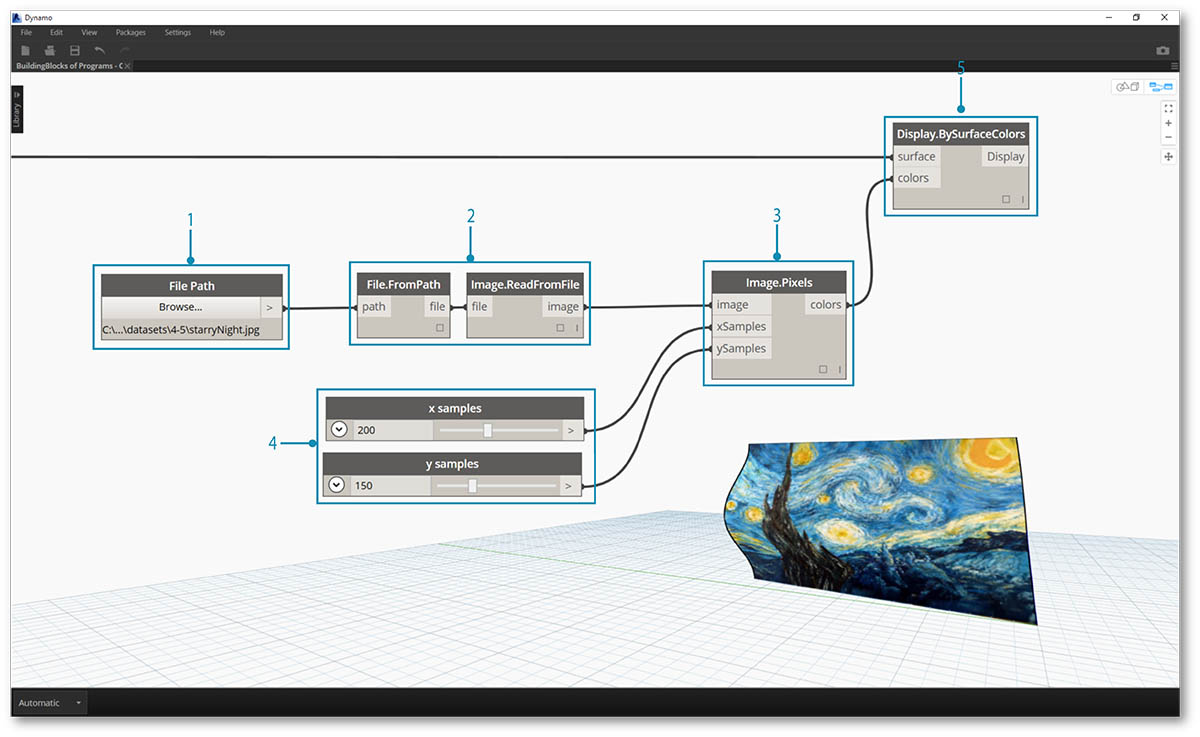 Dynamo
File Edit View Packages Settings Help
BuildingBlocks of Programs - C
Library
5
Display.BySurfaceColors
surface Display
colors
1
2
3
File Path
Browse... >
C:\...\datasets\4-5\starryNight.jpg
File.FromPath
path file
Image.ReadFromFile
file image
Image.Pixels
image colors
xSamples
ySamples
4
x samples
200 >
y samples
150 >
Automatic